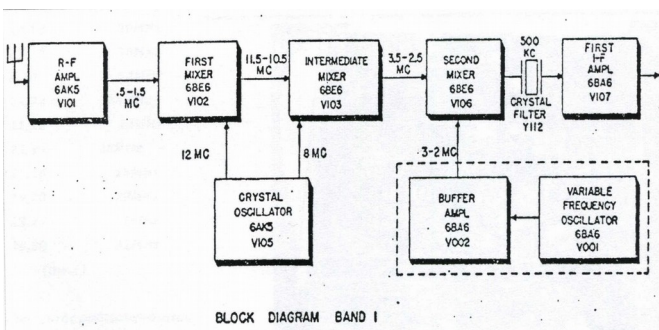 R-F
AMPL
6AK5
V101
.5-1.5
MC
FIRST
MIXER
6BE6
V102
11.5-10.5
MC
INTERMEDIATE
MIXER
6BE6
V103
3.5-2.5
MC
SECOND
MIXER
6BE6
V106
500
KC
CRYSTAL
FILTER
Y112
FIRST
I-F
AMPL
6BA6
V107
12 MC
8 MC
3-2 MC
CRYSTAL
OSCILLATOR
6AK5
V105
BUFFER
AMPL
6BA6
V002
VARIABLE
FREQUENCY
OSCILLATOR
6BA6
V001
BLOCK DIAGRAM BAND I